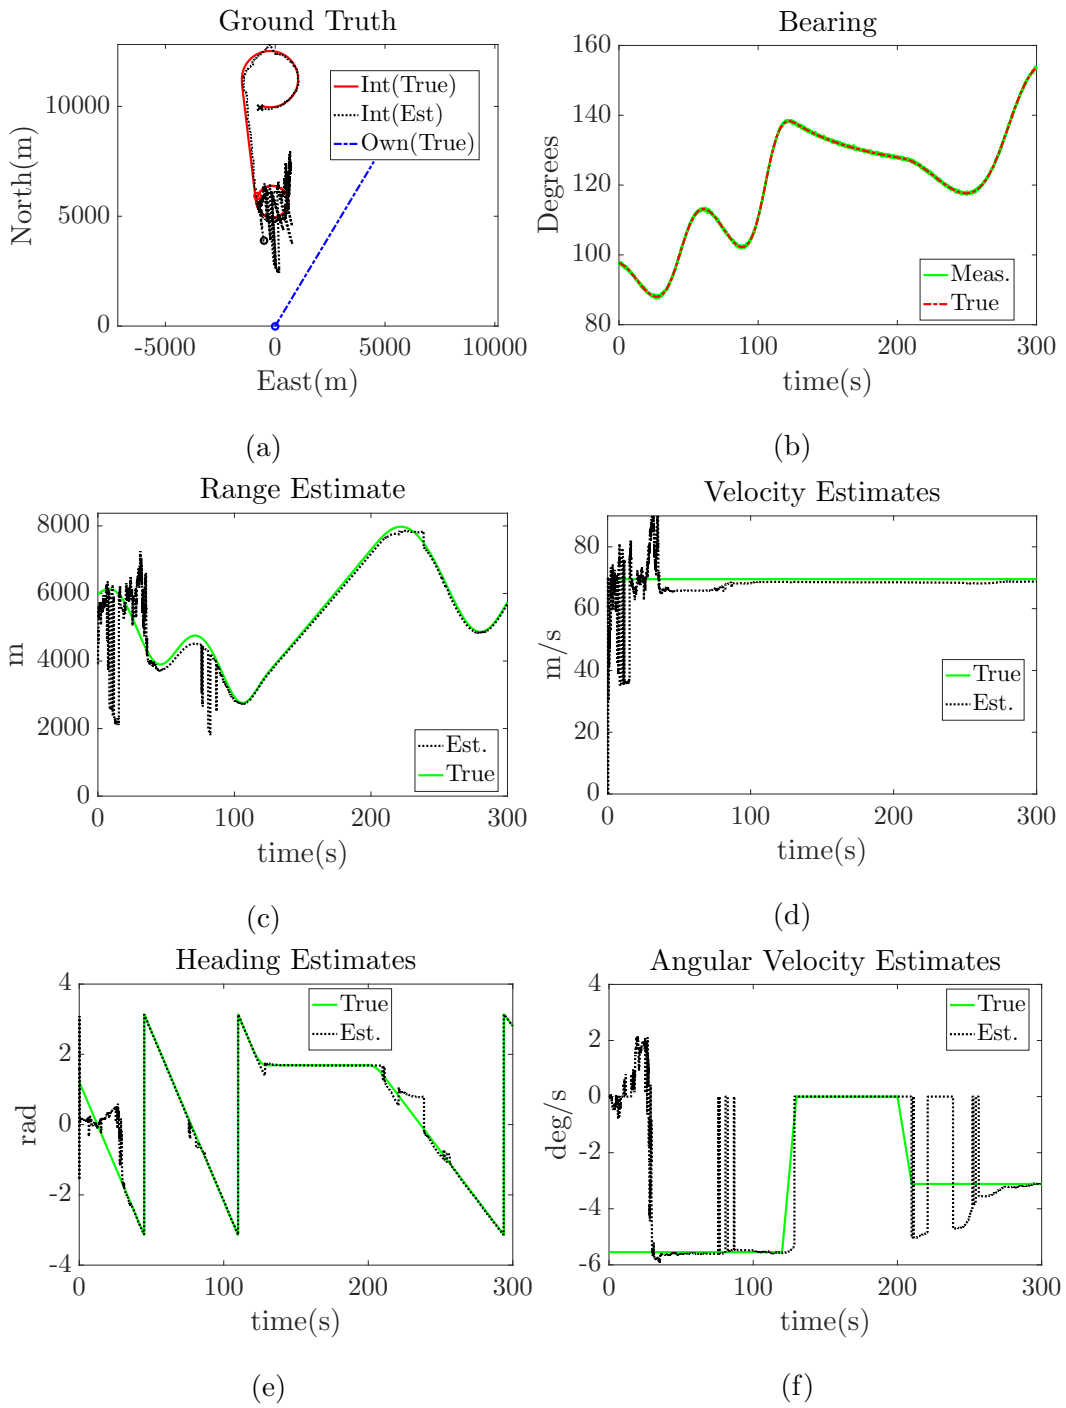 Ground Truth
North(m)
10000
5000
0
-5000
0
5000
10000
East(m)
Int(True)
Int(Est)
Own(True)
(a)
Bearing
Degrees
160
140
120
100
80
0
100
200
300
time(s)
Meas.
True
(b)
Range Estimate
m
8000
6000
4000
2000
0
0
100
200
300
time(s)
Est.
True
(c)
Velocity Estimates
m/s
80
60
40
20
0
0
100
200
300
time(s)
True
Est.
(d)
Heading Estimates
rad
4
2
0
-2
-4
0
100
200
300
time(s)
True
Est.
(e)
Angular Velocity Estimates
deg/s
4
2
0
-2
-4
-6
0
100
200
300
time(s)
True
Est.
(f)